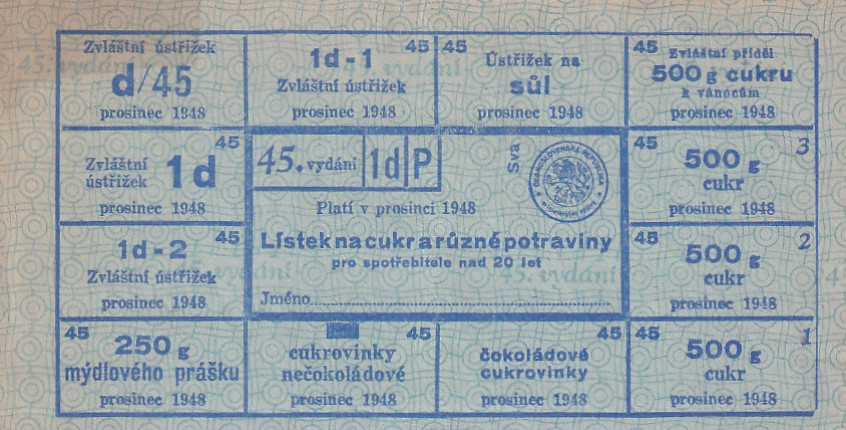 Zvláštní ústřižek
d/45
prosinec 1948
1d-1 45
Zvláštní ústřižek
prosinec 1948
45 Ústřižek na
sůl
prosinec 1948
45 Zvláštní příděl
500 g cukru
k vánocům
prosinec 1948
45
Zvláštní
ústřižek 1d
prosinec 1948
45. vydání 1d P
Sva
Platí v prosinci 1948
Lístek na cukr a různé potraviny
pro spotřebitele nad 20 let
Jméno
45 3
500 g
cukr
prosinec 1948
1d-2 45
Zvláštní ústřižek
prosinec 1948
45 2
500 g
cukr
prosinec 1948
45
250 g
mýdlového prášku
prosinec 1948
45
cukrovinky
nečokoládové
prosinec 1948
45
čokoládové
cukrovinky
prosinec 1948
45 1
500 g
cukr
prosinec 1948